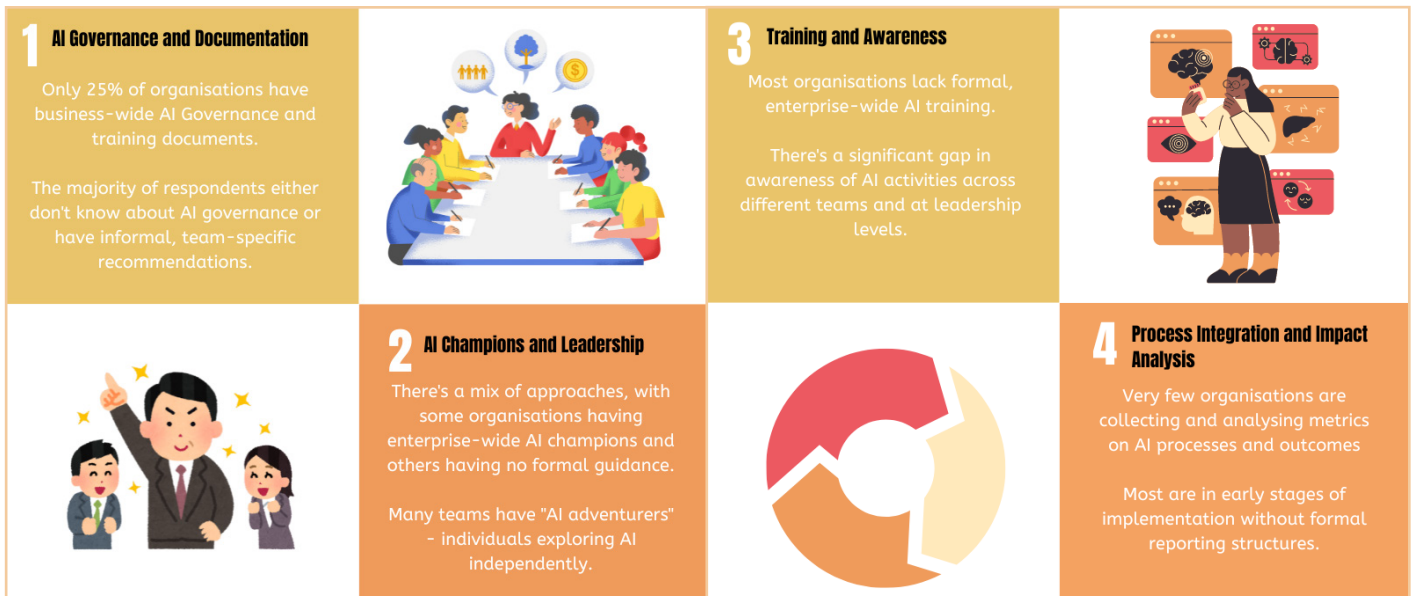 1
AI Governance and Documentation
Only 25% of organisations have
business-wide AI Governance and
training documents.
The majority of respondents either
don't know about AI governance or
have informal, team-specific
recommendations.
2
AI Champions and Leadership
There's a mix of approaches, with
some organisations having
enterprise-wide AI champions and
others having no formal guidance.
Many teams have "AI adventurers"
- individuals exploring AI
independently.
3
Training and Awareness
Most organisations lack formal,
enterprise-wide AI training.
There's a significant gap in
awareness of AI activities across
different teams and at leadership
levels.
4
Process Integration and Impact
Analysis
Very few organisations are
collecting and analysing metrics
on AI processes and outcomes
Most are in early stages of
implementation without formal
reporting structures.